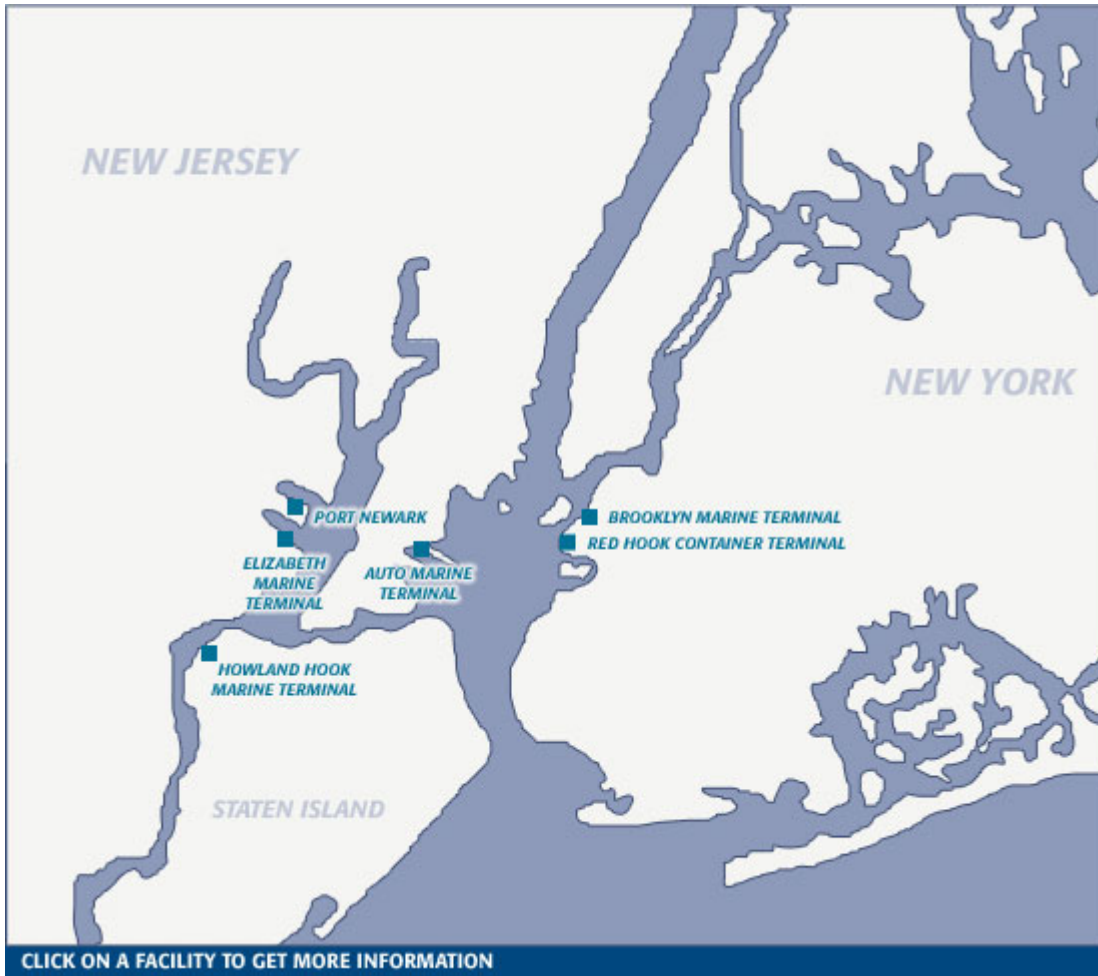 NEW JERSEY
NEW YORK
PORT NEWARK
BROOKLYN MARINE TERMINAL
RED HOOK CONTAINER TERMINAL
ELIZABETH
MARINE
TERMINAL
AUTO MARINE
TERMINAL
HOWLAND HOOK
MARINE TERMINAL
STATEN ISLAND
CLICK ON A FACILITY TO GET MORE INFORMATION